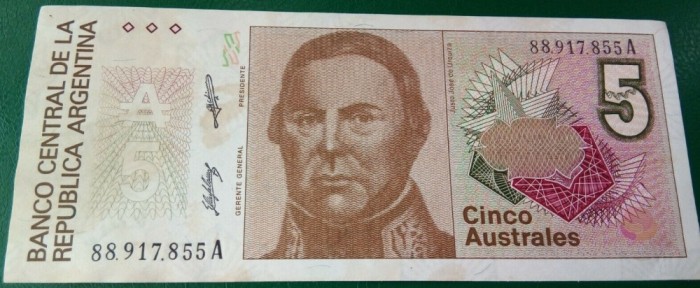 BANCO CENTRAL DE LA
REPUBLICA ARGENTINA
GERENTE GENERAL
PRESIDENTE
88.917.855 A
Justo José de Urquiza
88.917.855 A
5
Cinco
Australes